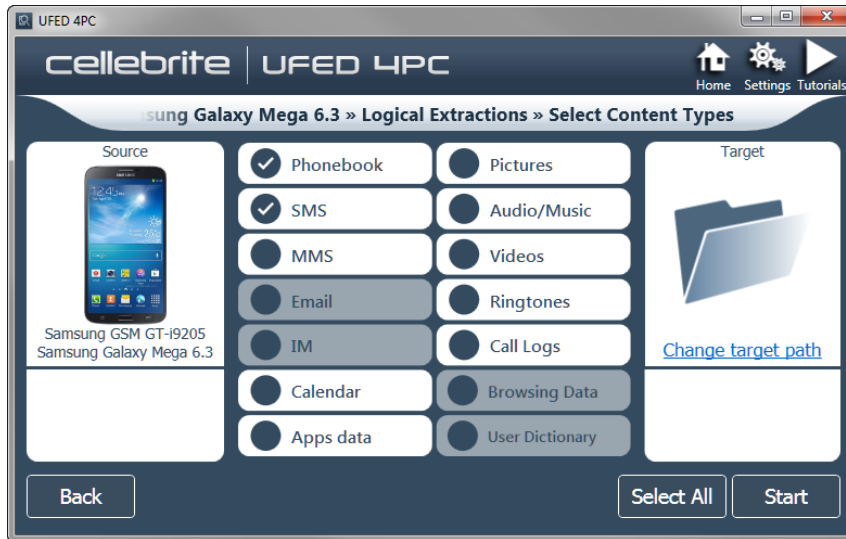 UFED 4PC
cellebrite UFED 4PC
Home Settings Tutorials
sung Galaxy Mega 6.3 » Logical Extractions » Select Content Types
Source
Samsung GSM GT-i9205
Samsung Galaxy Mega 6.3
Phonebook
SMS
MMS
Email
IM
Calendar
Apps data
Pictures
Audio/Music
Videos
Ringtones
Call Logs
Browsing Data
User Dictionary
Target
Change target path
Back
Select All
Start